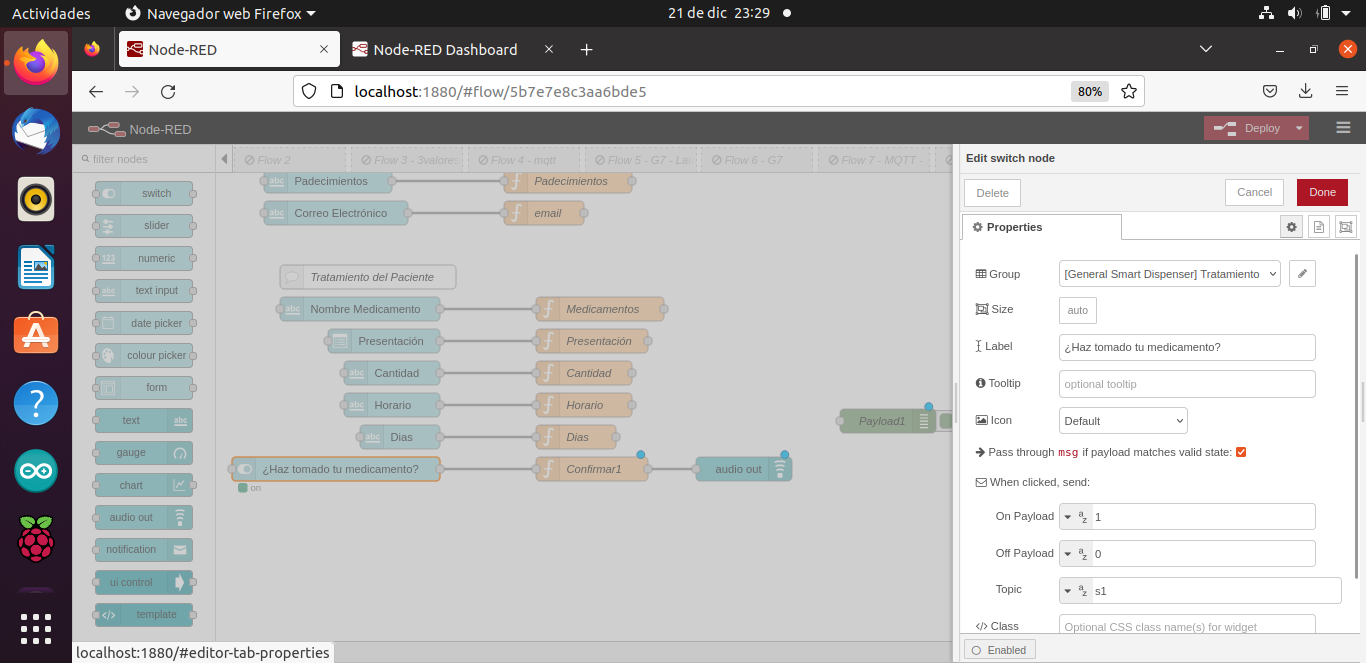 Actividades
Navegador web Firefox
21 de dic 23:29
Node-RED
Node-RED Dashboard
localhost:1880/#flow/5b7e7e8c3aa6bde5
80%
Node-RED
Deploy
filter nodes
Flow 2
Flow 3 - 3valores
Flow 4 - mqtt
Flow 5 - G7 - La
Flow 6 - G7
Flow 7 - MQTT -
switch
slider
numeric
text input
date picker
colour picker
form
text
gauge
chart
audio out
notification
ui control
template
Padecimientos
Padecimientos
Correo Electrónico
email
Tratamiento del Paciente
Nombre Medicamento
Medicamentos
Presentación
Presentación
Cantidad
Cantidad
Horario
Horario
Dias
Dias
¿Haz tomado tu medicamento?
Confirmar1
audio out
on
Payload1
Edit switch node
Delete
Cancel
Done
Properties
Group
[General Smart Dispenser] Tratamiento
Size
auto
Label
¿Haz tomado tu medicamento?
Tooltip
optional tooltip
Icon
Default
Pass through msg if payload matches valid state:
When clicked, send:
On Payload
1
Off Payload
0
Topic
s1
Class
Optional CSS class name(s) for widget
Enabled
localhost:1880/#editor-tab-properties